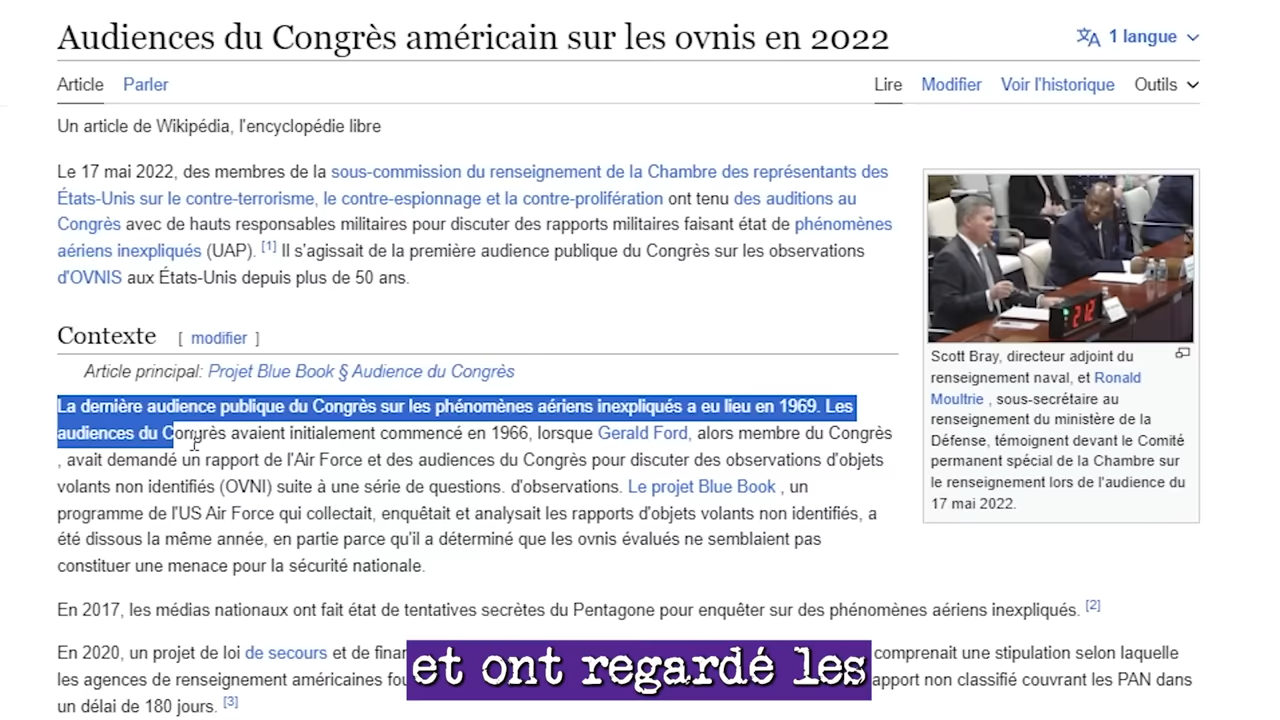 Audiences du Congrès américain sur les ovnis en 2022
1 langue
Article Parler
Lire Modifier Voir l'historique Outils
Un article de Wikipédia, l'encyclopédie libre
Le 17 mai 2022, des membres de la sous-commission du renseignement de la Chambre des représentants des
États-Unis sur le contre-terrorisme, le contre-espionnage et la contre-prolifération ont tenu des auditions au
Congrès avec de hauts responsables militaires pour discuter des rapports militaires faisant état de phénomènes
aériens inexpliqués (UAP). [1] Il s'agissait de la première audience publique du Congrès sur les observations
d'OVNIS aux États-Unis depuis plus de 50 ans.
212
Scott Bray, directeur adjoint du
renseignement naval, et Ronald
Moultrie , sous-secrétaire au
renseignement du ministère de la
Défense, témoignent devant le Comité
permanent spécial de la Chambre sur
le renseignement lors de l'audience du
17 mai 2022.
Contexte [ modifier ]
Article principal: Projet Blue Book § Audience du Congrès
La dernière audience publique du Congrès sur les phénomènes aériens inexpliqués a eu lieu en 1969. Les
audiences du Congrès avaient initialement commencé en 1966, lorsque Gerald Ford, alors membre du Congrès
, avait demandé un rapport de l'Air Force et des audiences du Congrès pour discuter des observations d'objets
volants non identifiés (OVNI) suite à une série de questions. d'observations. Le projet Blue Book , un
programme de l'US Air Force qui collectait, enquêtait et analysait les rapports d'objets volants non identifiés, a
été dissous la même année, en partie parce qu'il a déterminé que les ovnis évalués ne semblaient pas
constituer une menace pour la sécurité nationale.
En 2017, les médias nationaux ont fait état de tentatives secrètes du Pentagone pour enquêter sur des phénomènes aériens inexpliqués. [2]
En 2020, un projet de loi de secours et de finan comprenait une stipulation selon laquelle
les agences de renseignement américaines fou apport non classifié couvrant les PAN dans
un délai de 180 jours. [3]
et ont regardé les